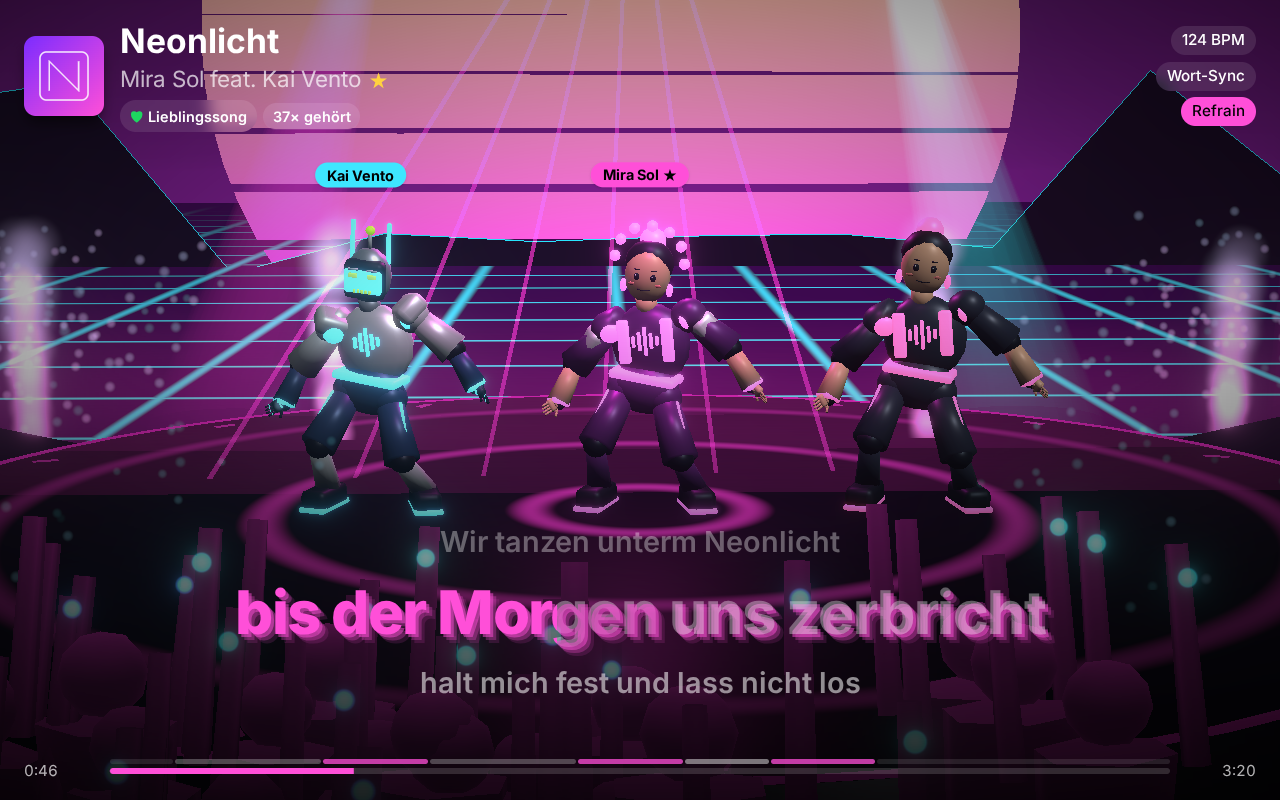 N
Neonlicht
Mira Sol feat. Kai Vento ★
Lieblingssong
37× gehört
124 BPM
Wort-Sync
Refrain
Kai Vento
Mira Sol ★
Wir tanzen unterm Neonlicht
bis der Morgen uns zerbricht
halt mich fest und lass nicht los
0:46
3:20